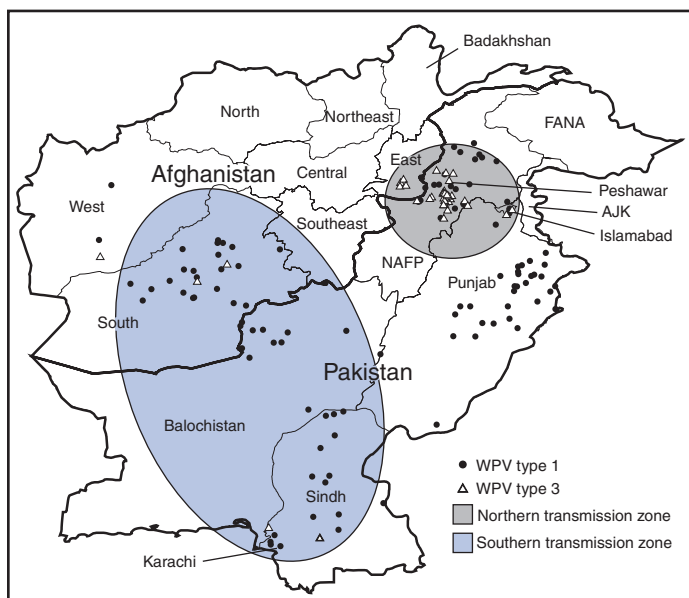 Badakhshan
North
Northeast
FANA
East
Central
Afghanistan
Peshawar
West
AJK
Southeast
Islamabad
NAFP
Punjab
South
Pakistan
Balochistan
WPV type 1
WPV type 3
Sindh
Northern transmission zone
Southern transmission zone
Karachi